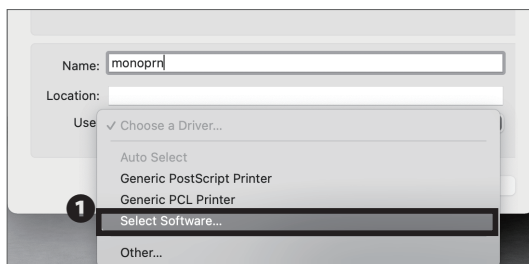 Name: monoprn
Location:
Use
✓ Choose a Driver...
Auto Select
Generic PostScript Printer
Generic PCL Printer
1
Select Software...
Other...